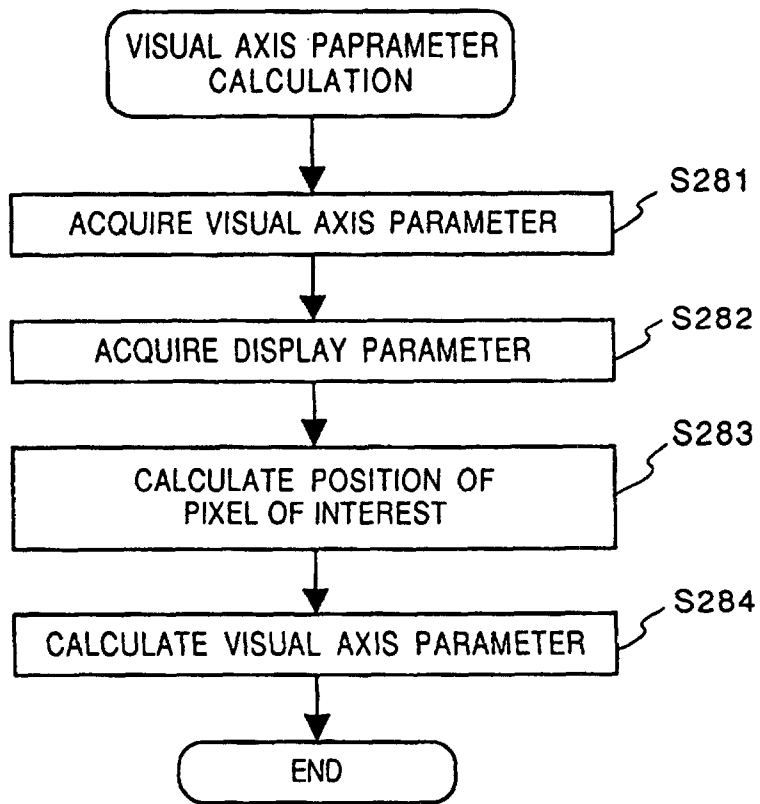 VISUAL AXIS PAPRAMETER
CALCULATION
S281
ACQUIRE VISUAL AXIS PARAMETER
S282
ACQUIRE DISPLAY PARAMETER
S283
CALCULATE POSITION OF
PIXEL OF INTEREST
S284
CALCULATE VISUAL AXIS PARAMETER
END